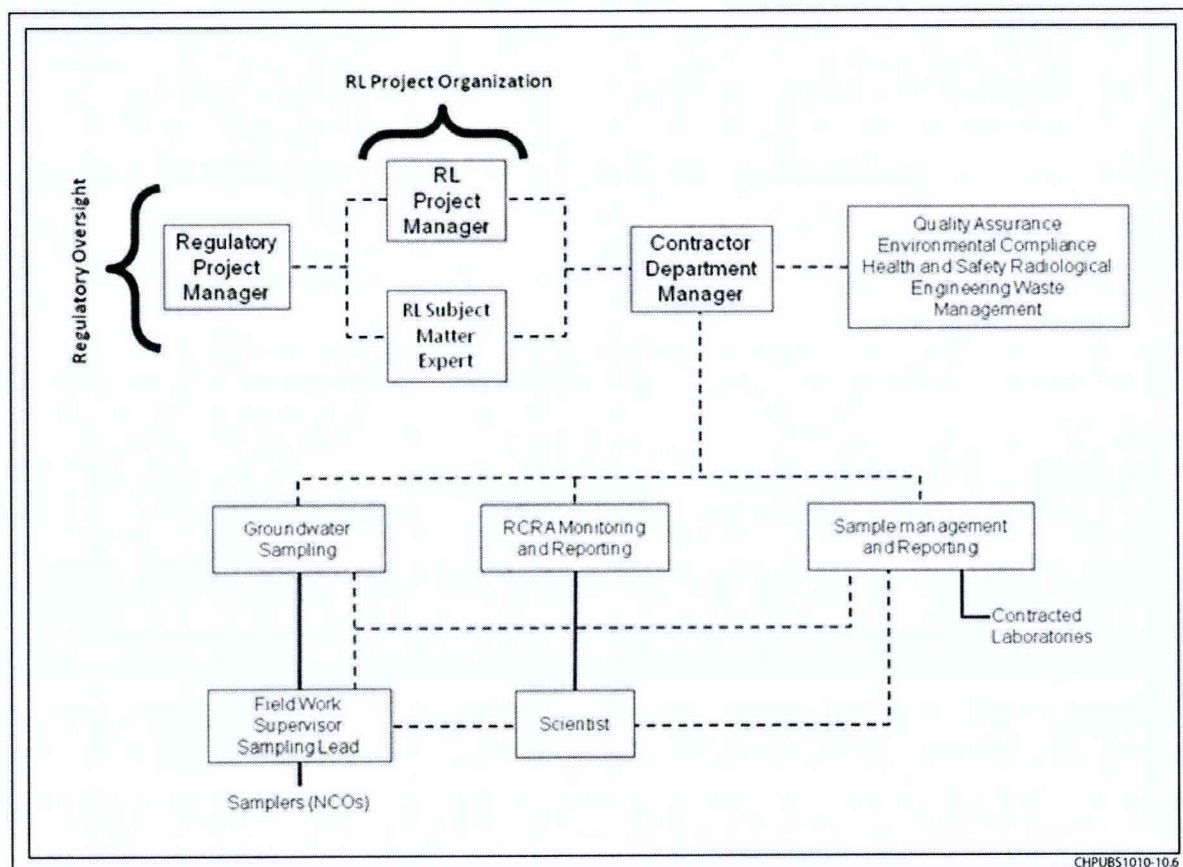 RL Project Organization
Regulatory Oversight
RL
Project
Manager
Regulatory
Project
Manager
RL Subject
Matter
Expert
Contractor
Department
Manager
Quality Assurance
Environmental Compliance
Health and Safety Radiological
Engineering Waste
Management
Groundwater
Sampling
RCRA Monitoring
and Reporting
Sample management
and Reporting
Contracted
Laboratories
Field Work
Supervisor
Sampling Lead
Scientist
Samplers (NCOs)
CHPUBS1010-10.6